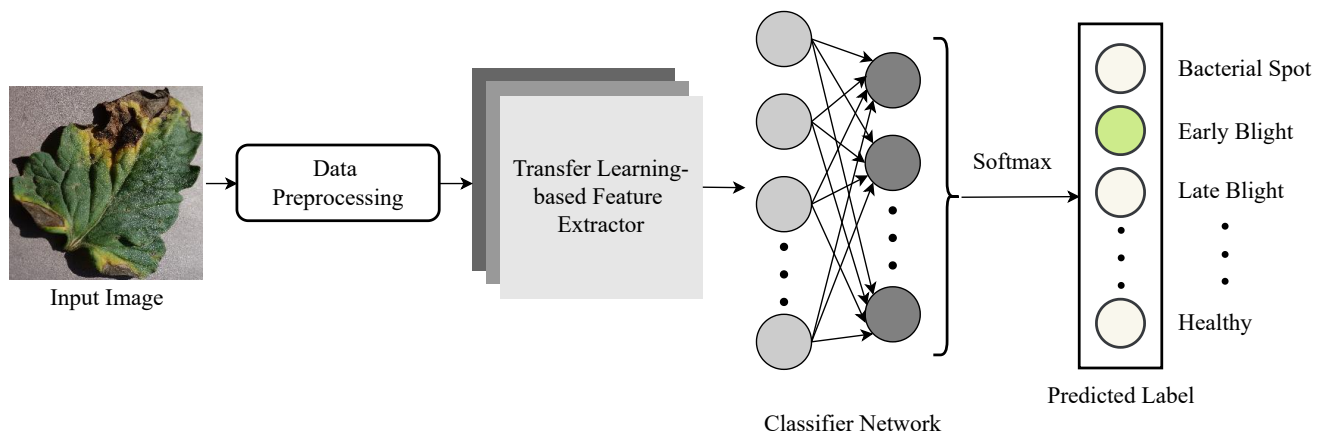 Input Image
Data
Preprocessing
Transfer Learning-
based Feature
Extractor
Classifier Network
Softmax
Bacterial Spot
Early Blight
Late Blight
Healthy
Predicted Label